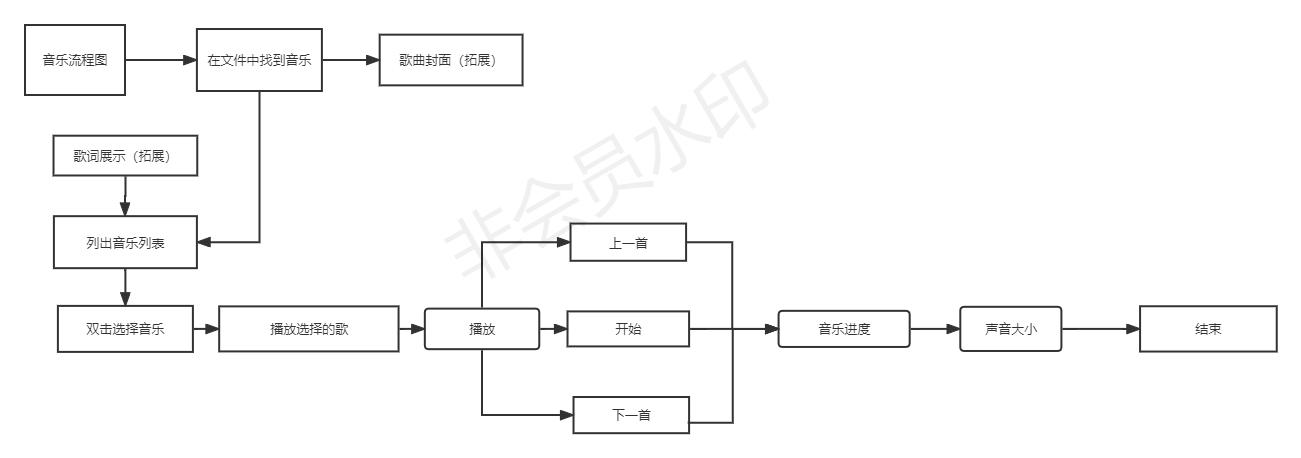 音乐流程图
在文件中找到音乐
歌曲封面（拓展）
歌词展示（拓展）
列出音乐列表
双击选择音乐
播放选择的歌
播放
上一首
开始
下一首
音乐进度
声音大小
结束
非会员水印